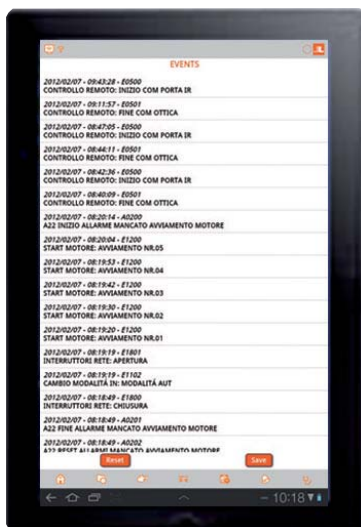 EVENTS
2012/02/07 - 09:43:28 - E0500
CONTROLLO REMOTO: INIZIO COM PORTA IR
2012/02/07 - 09:11:57 - E0501
CONTROLLO REMOTO: FINE COM OTTICA
2012/02/07 - 08:47:05 - E0500
CONTROLLO REMOTO: INIZIO COM PORTA IR
2012/02/07 - 08:44:11 - E0501
CONTROLLO REMOTO: FINE COM OTTICA
2012/02/07 - 08:42:36 - E0500
CONTROLLO REMOTO: INIZIO COM PORTA IR
2012/02/07 - 08:40:09 - E0501
CONTROLLO REMOTO: FINE COM OTTICA
2012/02/07 - 08:20:14 - A0200
A22 INIZIO ALLARME MANCATO AVVIAMENTO MOTORE
2012/02/07 - 08:20:04 - E1200
START MOTORE: AVVIAMENTO NR.05
2012/02/07 - 08:19:53 - E1200
START MOTORE: AVVIAMENTO NR.04
2012/02/07 - 08:19:42 - E1200
START MOTORE: AVVIAMENTO NR.03
2012/02/07 - 08:19:30 - E1200
START MOTORE: AVVIAMENTO NR.02
2012/02/07 - 08:19:20 - E1200
START MOTORE: AVVIAMENTO NR.01
2012/02/07 - 08:19:19 - E1801
INTERRUTTORI RETE: APERTURA
2012/02/07 - 08:19:19 - E1102
CAMBIO MODALITÁ IN: MODALITÁ AUT
2012/02/07 - 08:18:49 - E1800
INTERRUTTORI RETE: CHIUSURA
2012/02/07 - 08:18:49 - A0201
A22 FINE ALLARME MANCATO AVVIAMENTO MOTORE
2012/02/07 - 08:18:49 - A0202
A22 RESET ALLARMI MANCATO AVVIAMENTO MOTORE
Reset Save
10:18